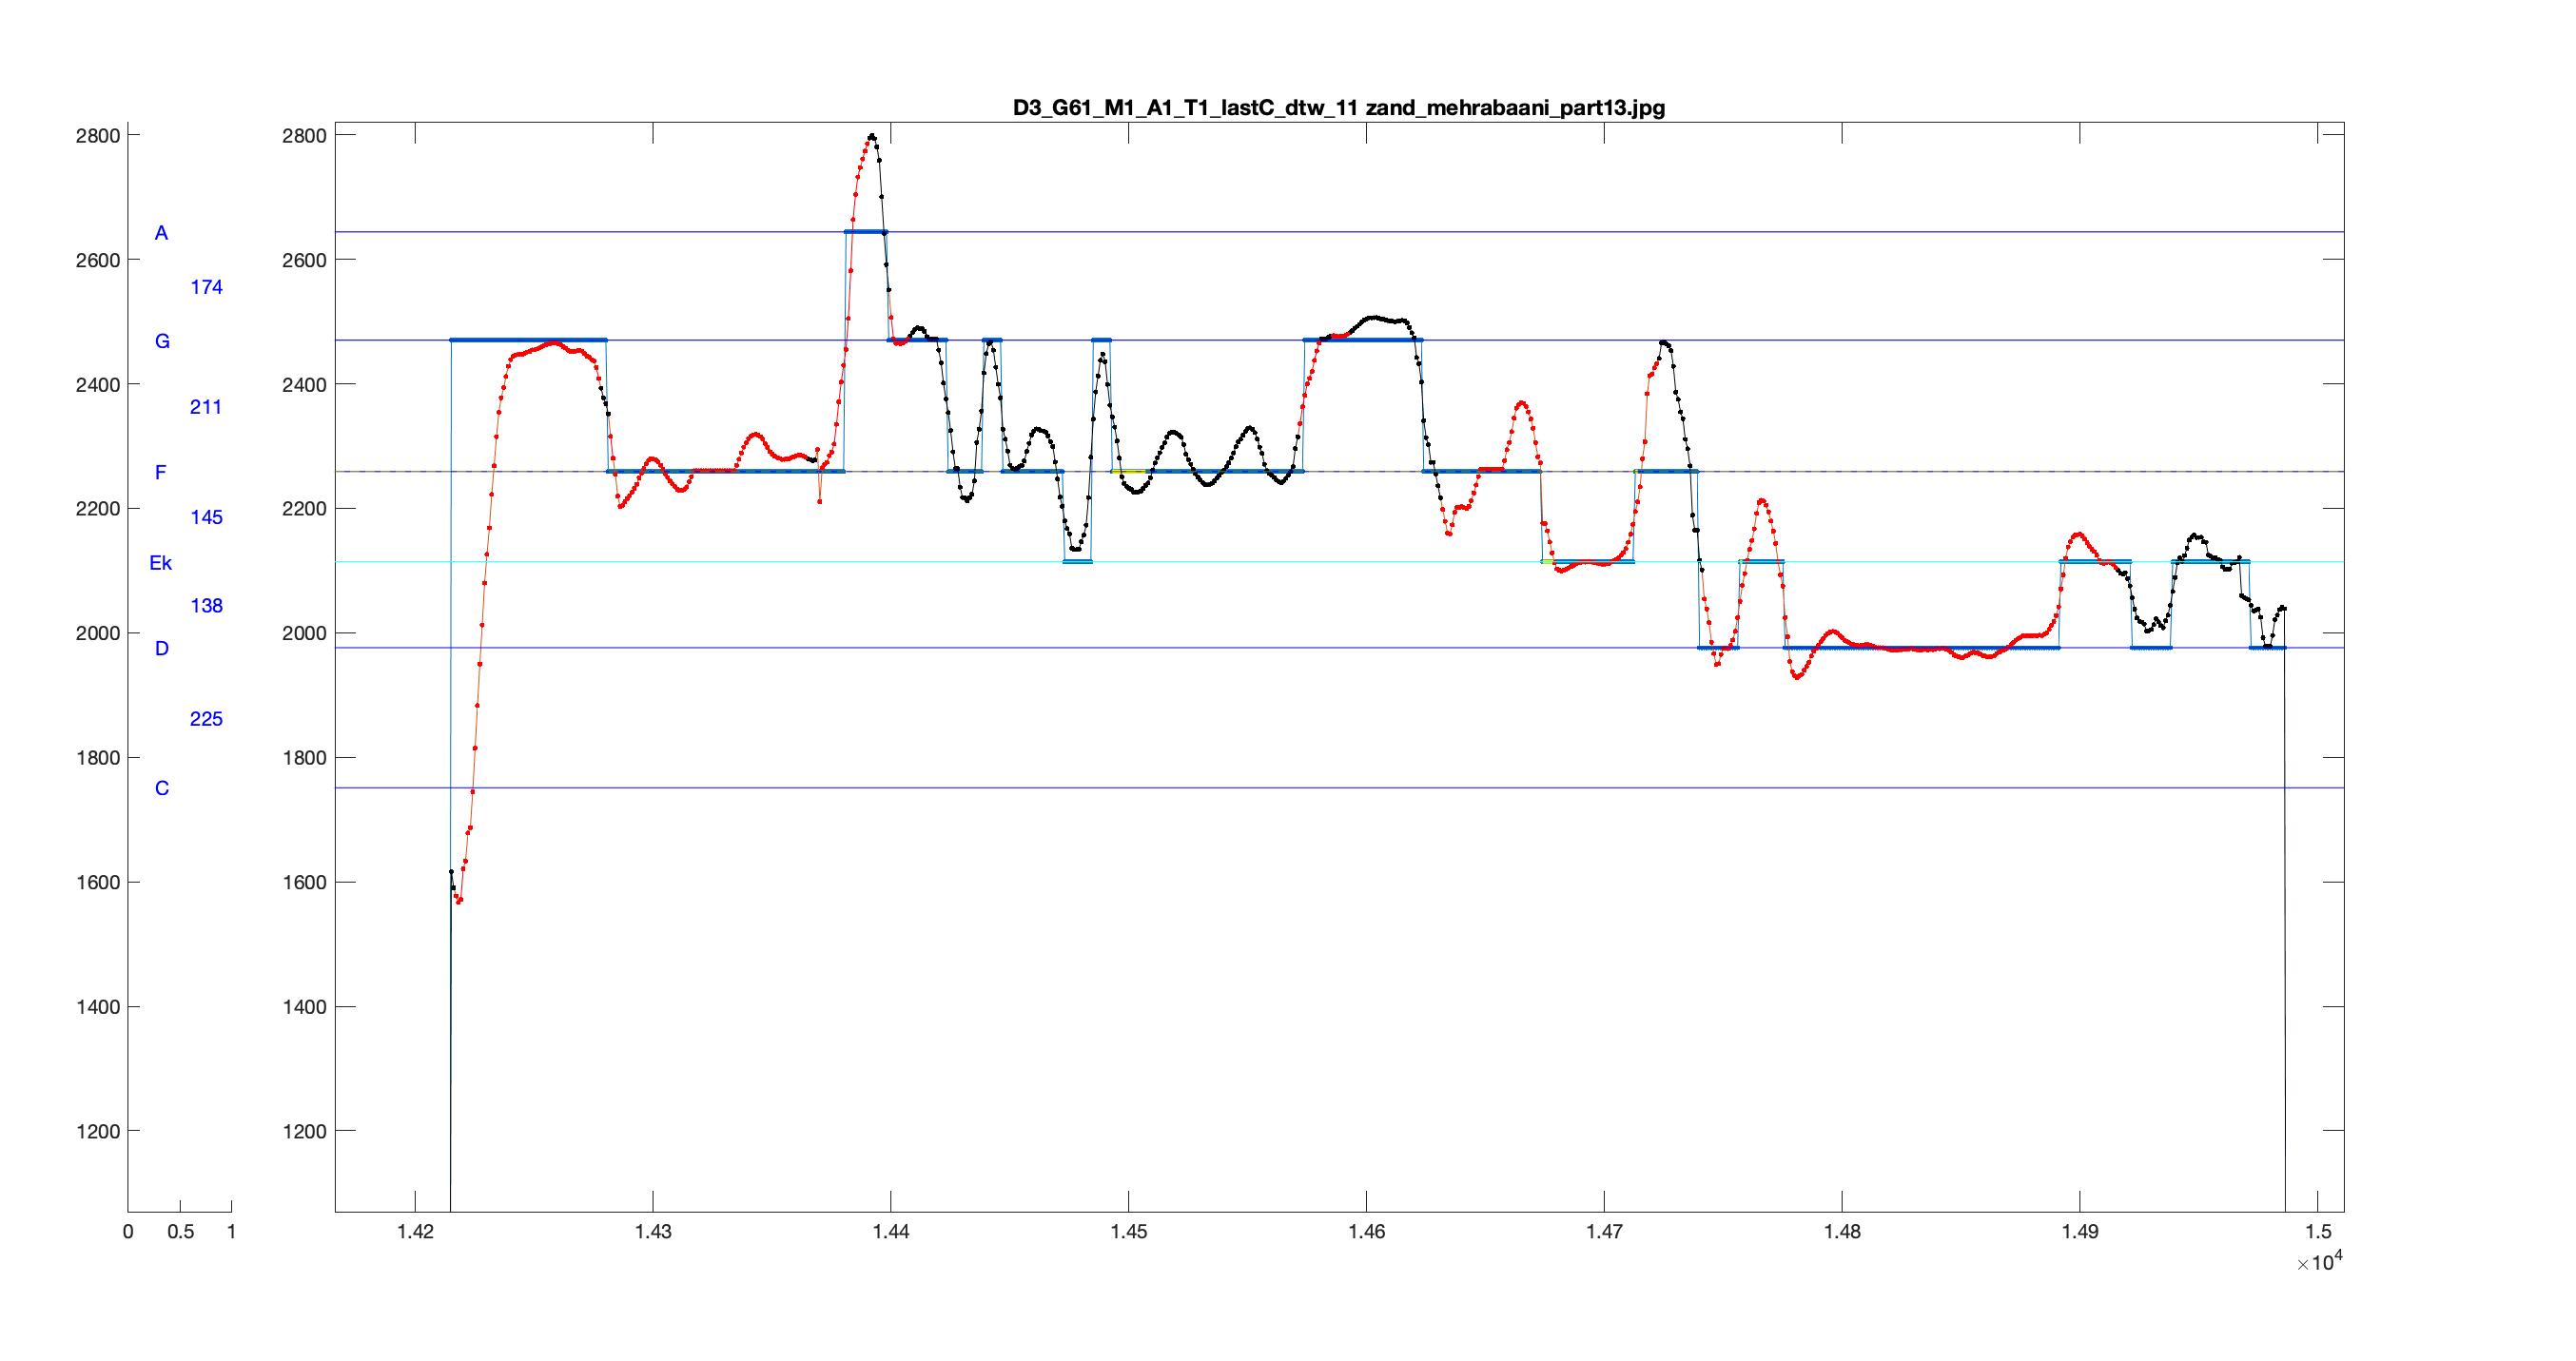 D3_G61_M1_A1_T1_lastC_dtw_11 zand_mehrabaani_part13.jpg
2800 2800
A
2600 174 2600
G
2400 211 2400
F
2200 145 2200
Ek
138
2000 2000
D
225
1800 1800
C
1600 1600
1400 1400
1200 1200
0 0.5 1 1.42 1.43 1.44 1.45 1.46 1.47 1.48 1.49 1.5
×10⁴